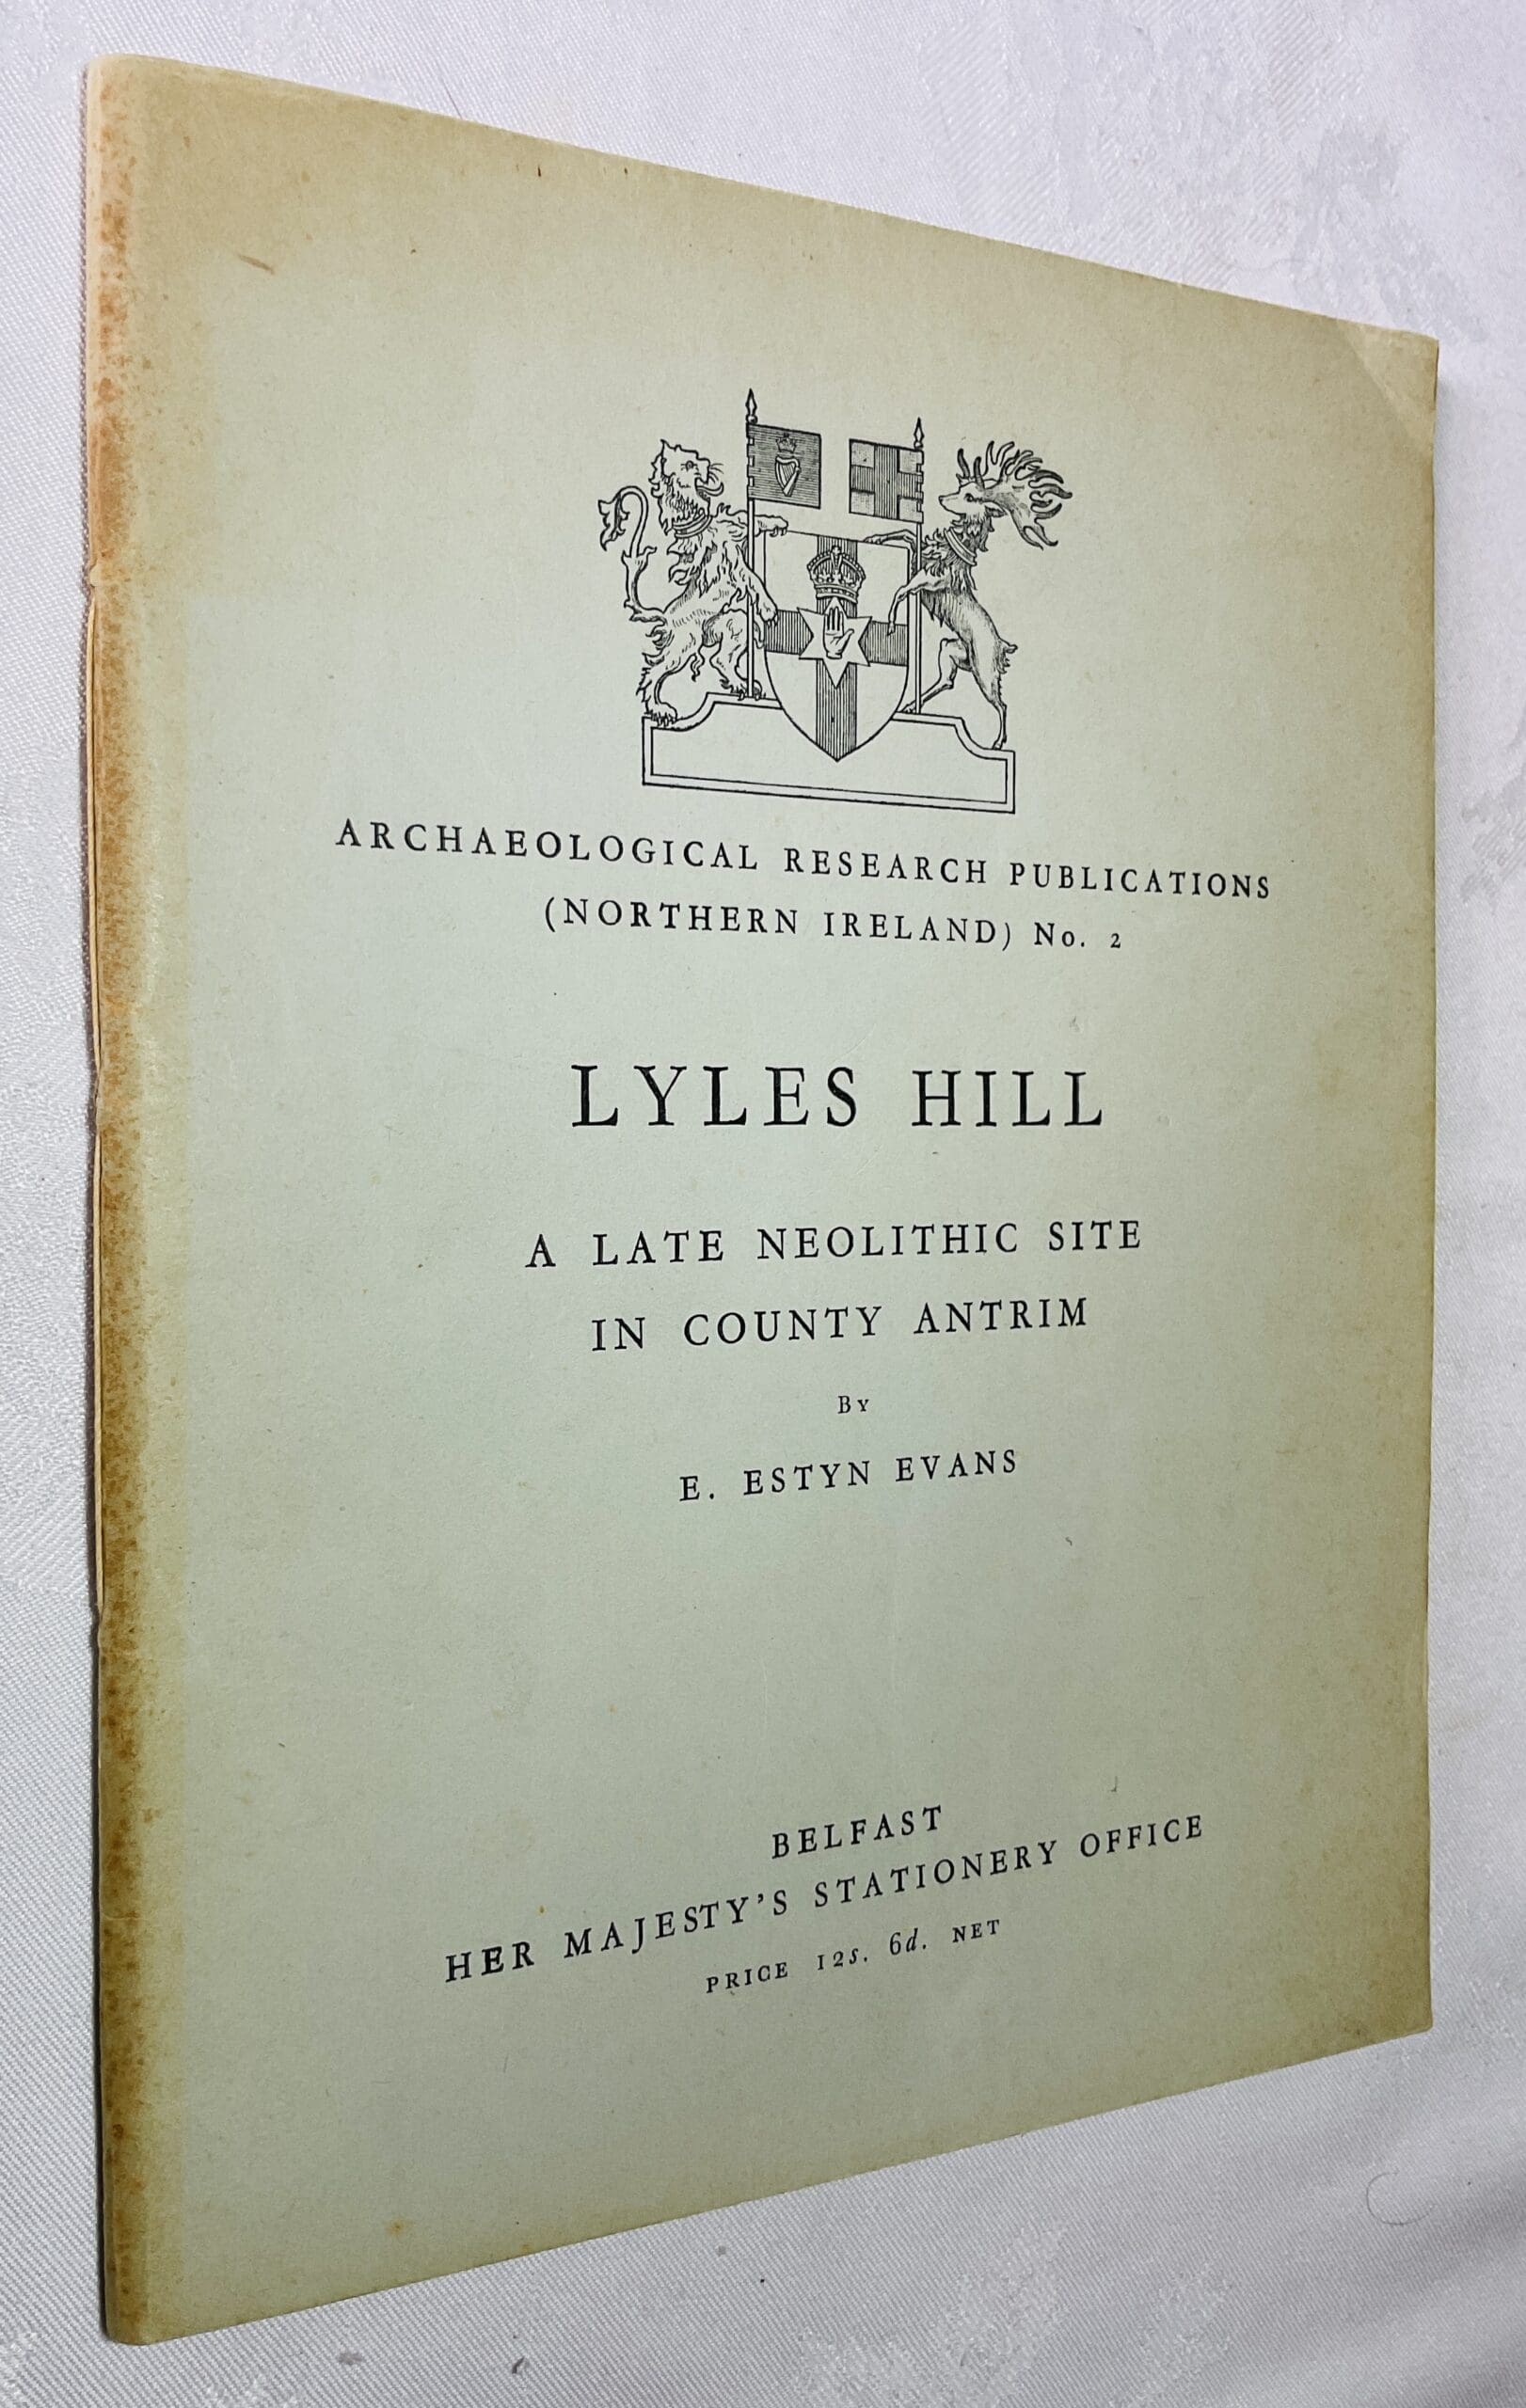 ARCHAEOLOGICAL RESEARCH PUBLICATIONS
(NORTHERN IRELAND) No. 2
LYLES HILL
A LATE NEOLITHIC SITE
IN COUNTY ANTRIM
By
E. ESTYN EVANS
BELFAST
HER MAJESTY'S STATIONERY OFFICE
PRICE 12s. 6d. NET